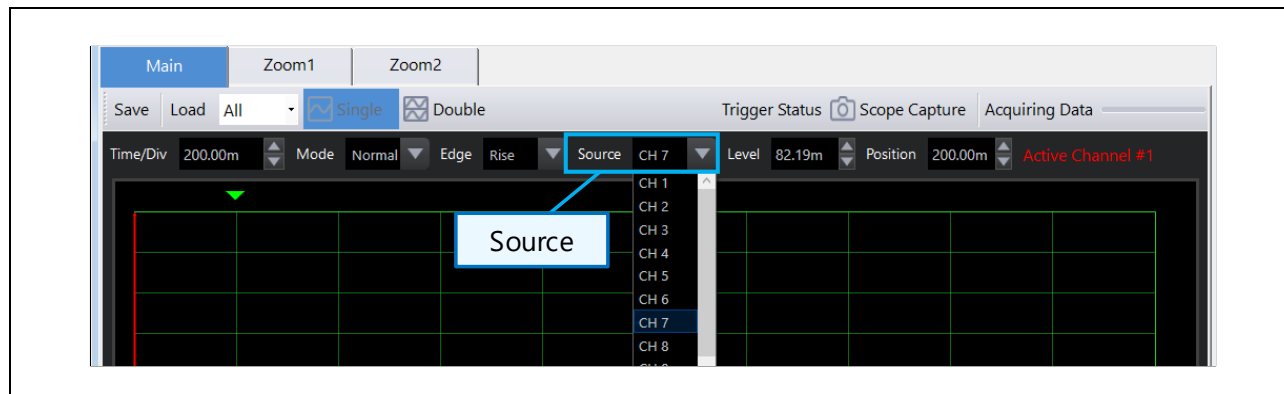 Main Zoom1 Zoom2
Save Load All Single Double Trigger Status Scope Capture Acquiring Data
Time/Div 200.00m Mode Normal Edge Rise Source CH 7 Level 82.19m Position 200.00m Active Channel #1
CH 1
CH 2
Source
CH 3
CH 4
CH 5
CH 6
CH 7
CH 8